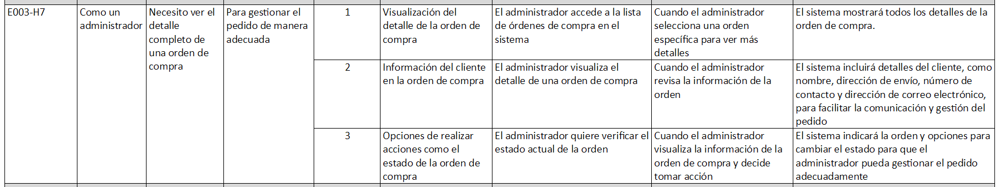 E003-H7
Como un
administrador
Necesito ver el
detalle
completo de
una orden de
compra
Para gestionar el
pedido de manera
adecuada
1
Visualización del
detalle de la orden de
compra
El administrador accede a la lista
de órdenes de compra en el
sistema
Cuando el administrador
selecciona una orden
específica para ver más
detalles
El sistema mostrará todos los detalles de la
orden de compra.
2
Información del cliente
en la orden de compra
El administrador visualiza el
detalle de una orden de compra
Cuando el administrador
revisa la información de la
orden
El sistema incluirá detalles del cliente, como
nombre, dirección de envío, número de
contacto y dirección de correo electrónico,
para facilitar la comunicación y gestión del
pedido
3
Opciones de realizar
acciones como el
estado de la orden de
compra
El administrador quiere verificar el
estado actual de la orden
Cuando el administrador
visualiza la información de la
orden de compra y decide
tomar acción
El sistema indicará la orden y opciones para
cambiar el estado para que el
administrador pueda gestionar el pedido
adecuadamente